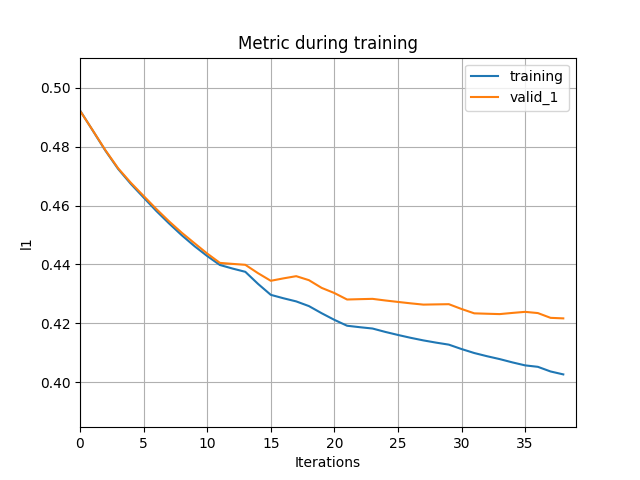 Metric during training
training
valid_1
0.50
0.48
0.46
0.44
0.42
0.40
l1
0 5 10 15 20 25 30 35
Iterations